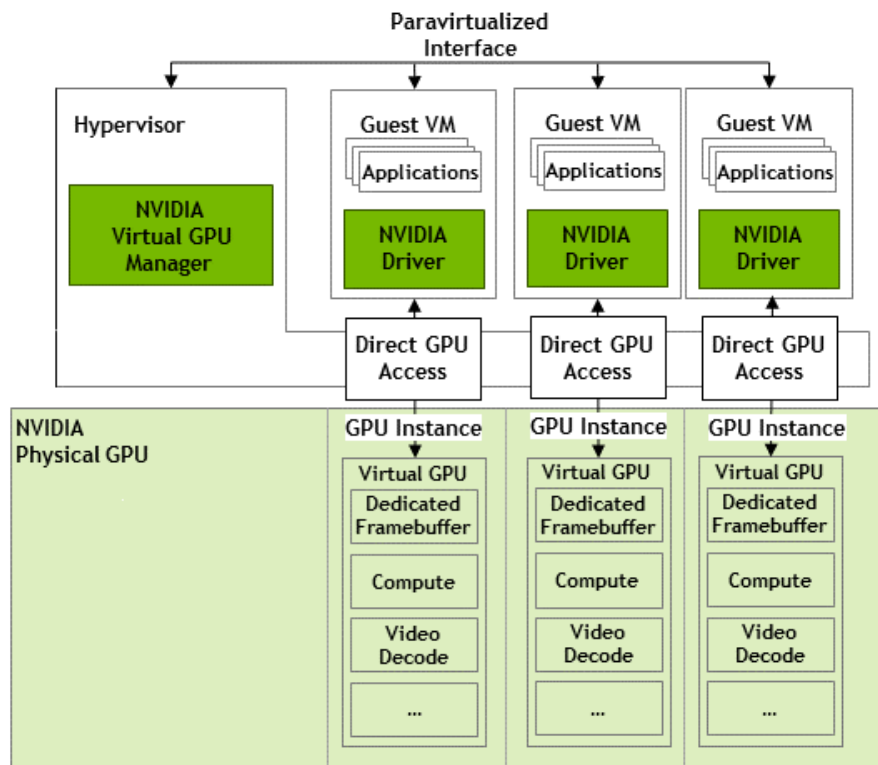 Paravirtualized
Interface
Hypervisor
NVIDIA
Virtual GPU
Manager
Guest VM
Applications
NVIDIA
Driver
Guest VM
Applications
NVIDIA
Driver
Guest VM
Applications
NVIDIA
Driver
Direct GPU
Access
Direct GPU
Access
Direct GPU
Access
NVIDIA
Physical GPU
GPU Instance
Virtual GPU
Dedicated
Framebuffer
Compute
Video
Decode
...
GPU Instance
Virtual GPU
Dedicated
Framebuffer
Compute
Video
Decode
...
GPU Instance
Virtual GPU
Dedicated
Framebuffer
Compute
Video
Decode
...